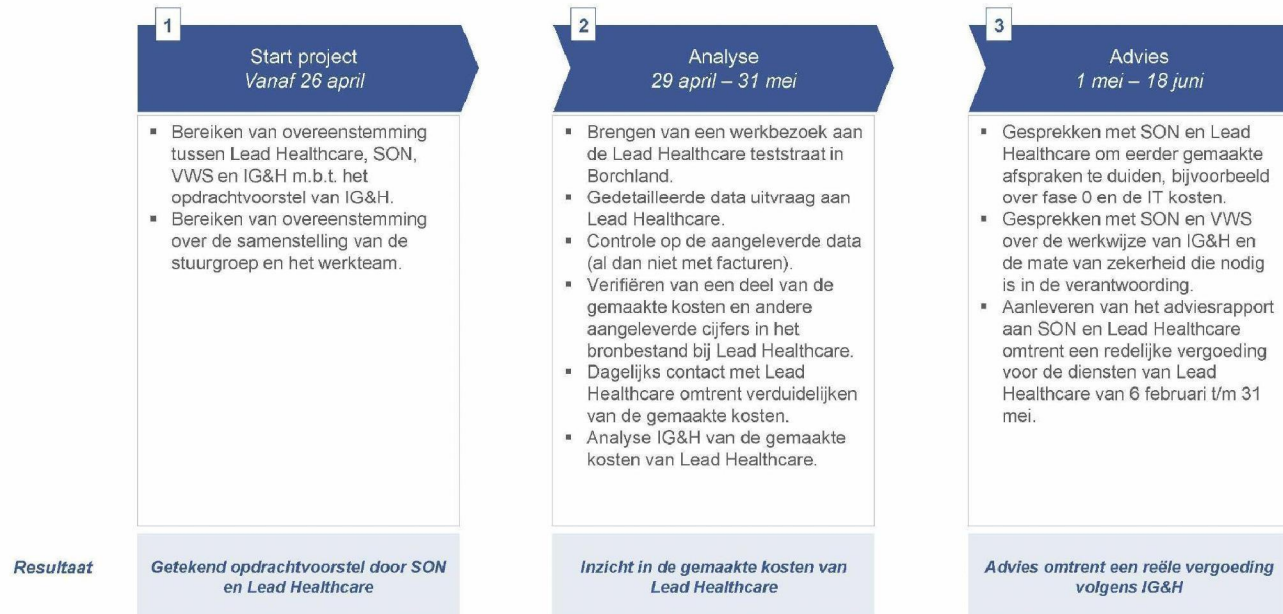 1
Start project
Vanaf 26 april
▪ Bereiken van overeenstemming
tussen Lead Healthcare, SON,
VWS en IG&H m.b.t. het
opdrachtvoorstel van IG&H.
▪ Bereiken van overeenstemming
over de samenstelling van de
stuurgroep en het werkteam.
2
Analyse
29 april – 31 mei
▪ Brengen van een werkbezoek aan
de Lead Healthcare teststraat in
Borchland.
▪ Gedetailleerde data uitvraag aan
Lead Healthcare.
▪ Controle op de aangeleverde data
(al dan niet met facturen).
▪ Verifiëren van een deel van de
gemaakte kosten en andere
aangeleverde cijfers in het
bronbestand bij Lead Healthcare.
▪ Dagelijks contact met Lead
Healthcare omtrent verduidelijken
van de gemaakte kosten.
▪ Analyse IG&H van de gemaakte
kosten van Lead Healthcare.
3
Advies
1 mei – 18 juni
▪ Gesprekken met SON en Lead
Healthcare om eerder gemaakte
afspraken te duiden, bijvoorbeeld
over fase 0 en de IT kosten.
▪ Gesprekken met SON en VWS
over de werkwijze van IG&H en
de mate van zekerheid die nodig
is in de verantwoording.
▪ Aanleveren van het adviesrapport
aan SON en Lead Healthcare
omtrent een redelijke vergoeding
voor de diensten van Lead
Healthcare van 6 februari t/m 31
mei.
Resultaat
Getekend opdrachtvoorstel door SON
en Lead Healthcare
Inzicht in de gemaakte kosten van
Lead Healthcare
Advies omtrent een reële vergoeding
volgens IG&H